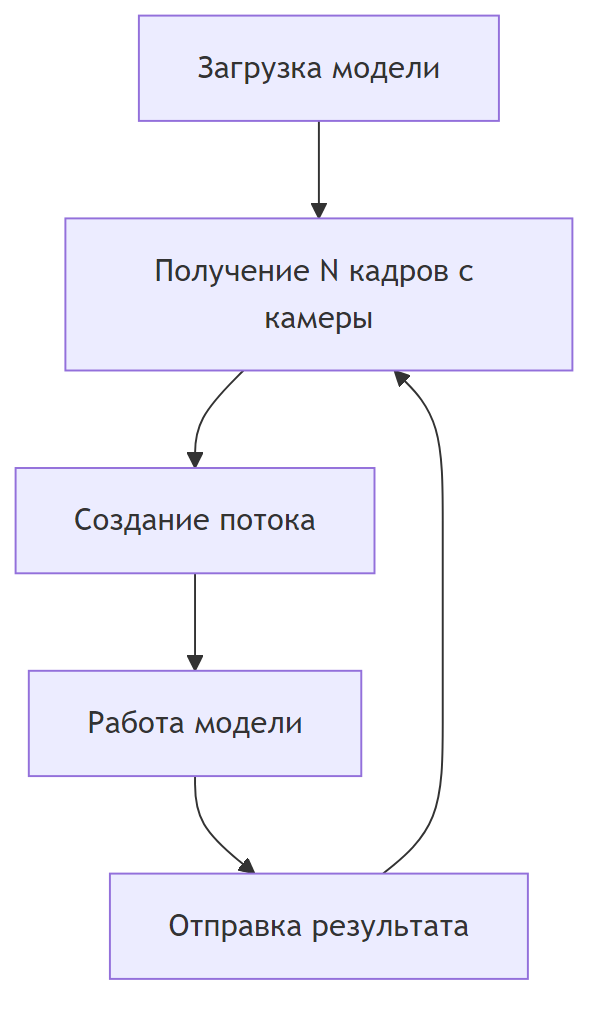 Загрузка модели
Получение N кадров с
камеры
Создание потока
Работа модели
Отправка результата